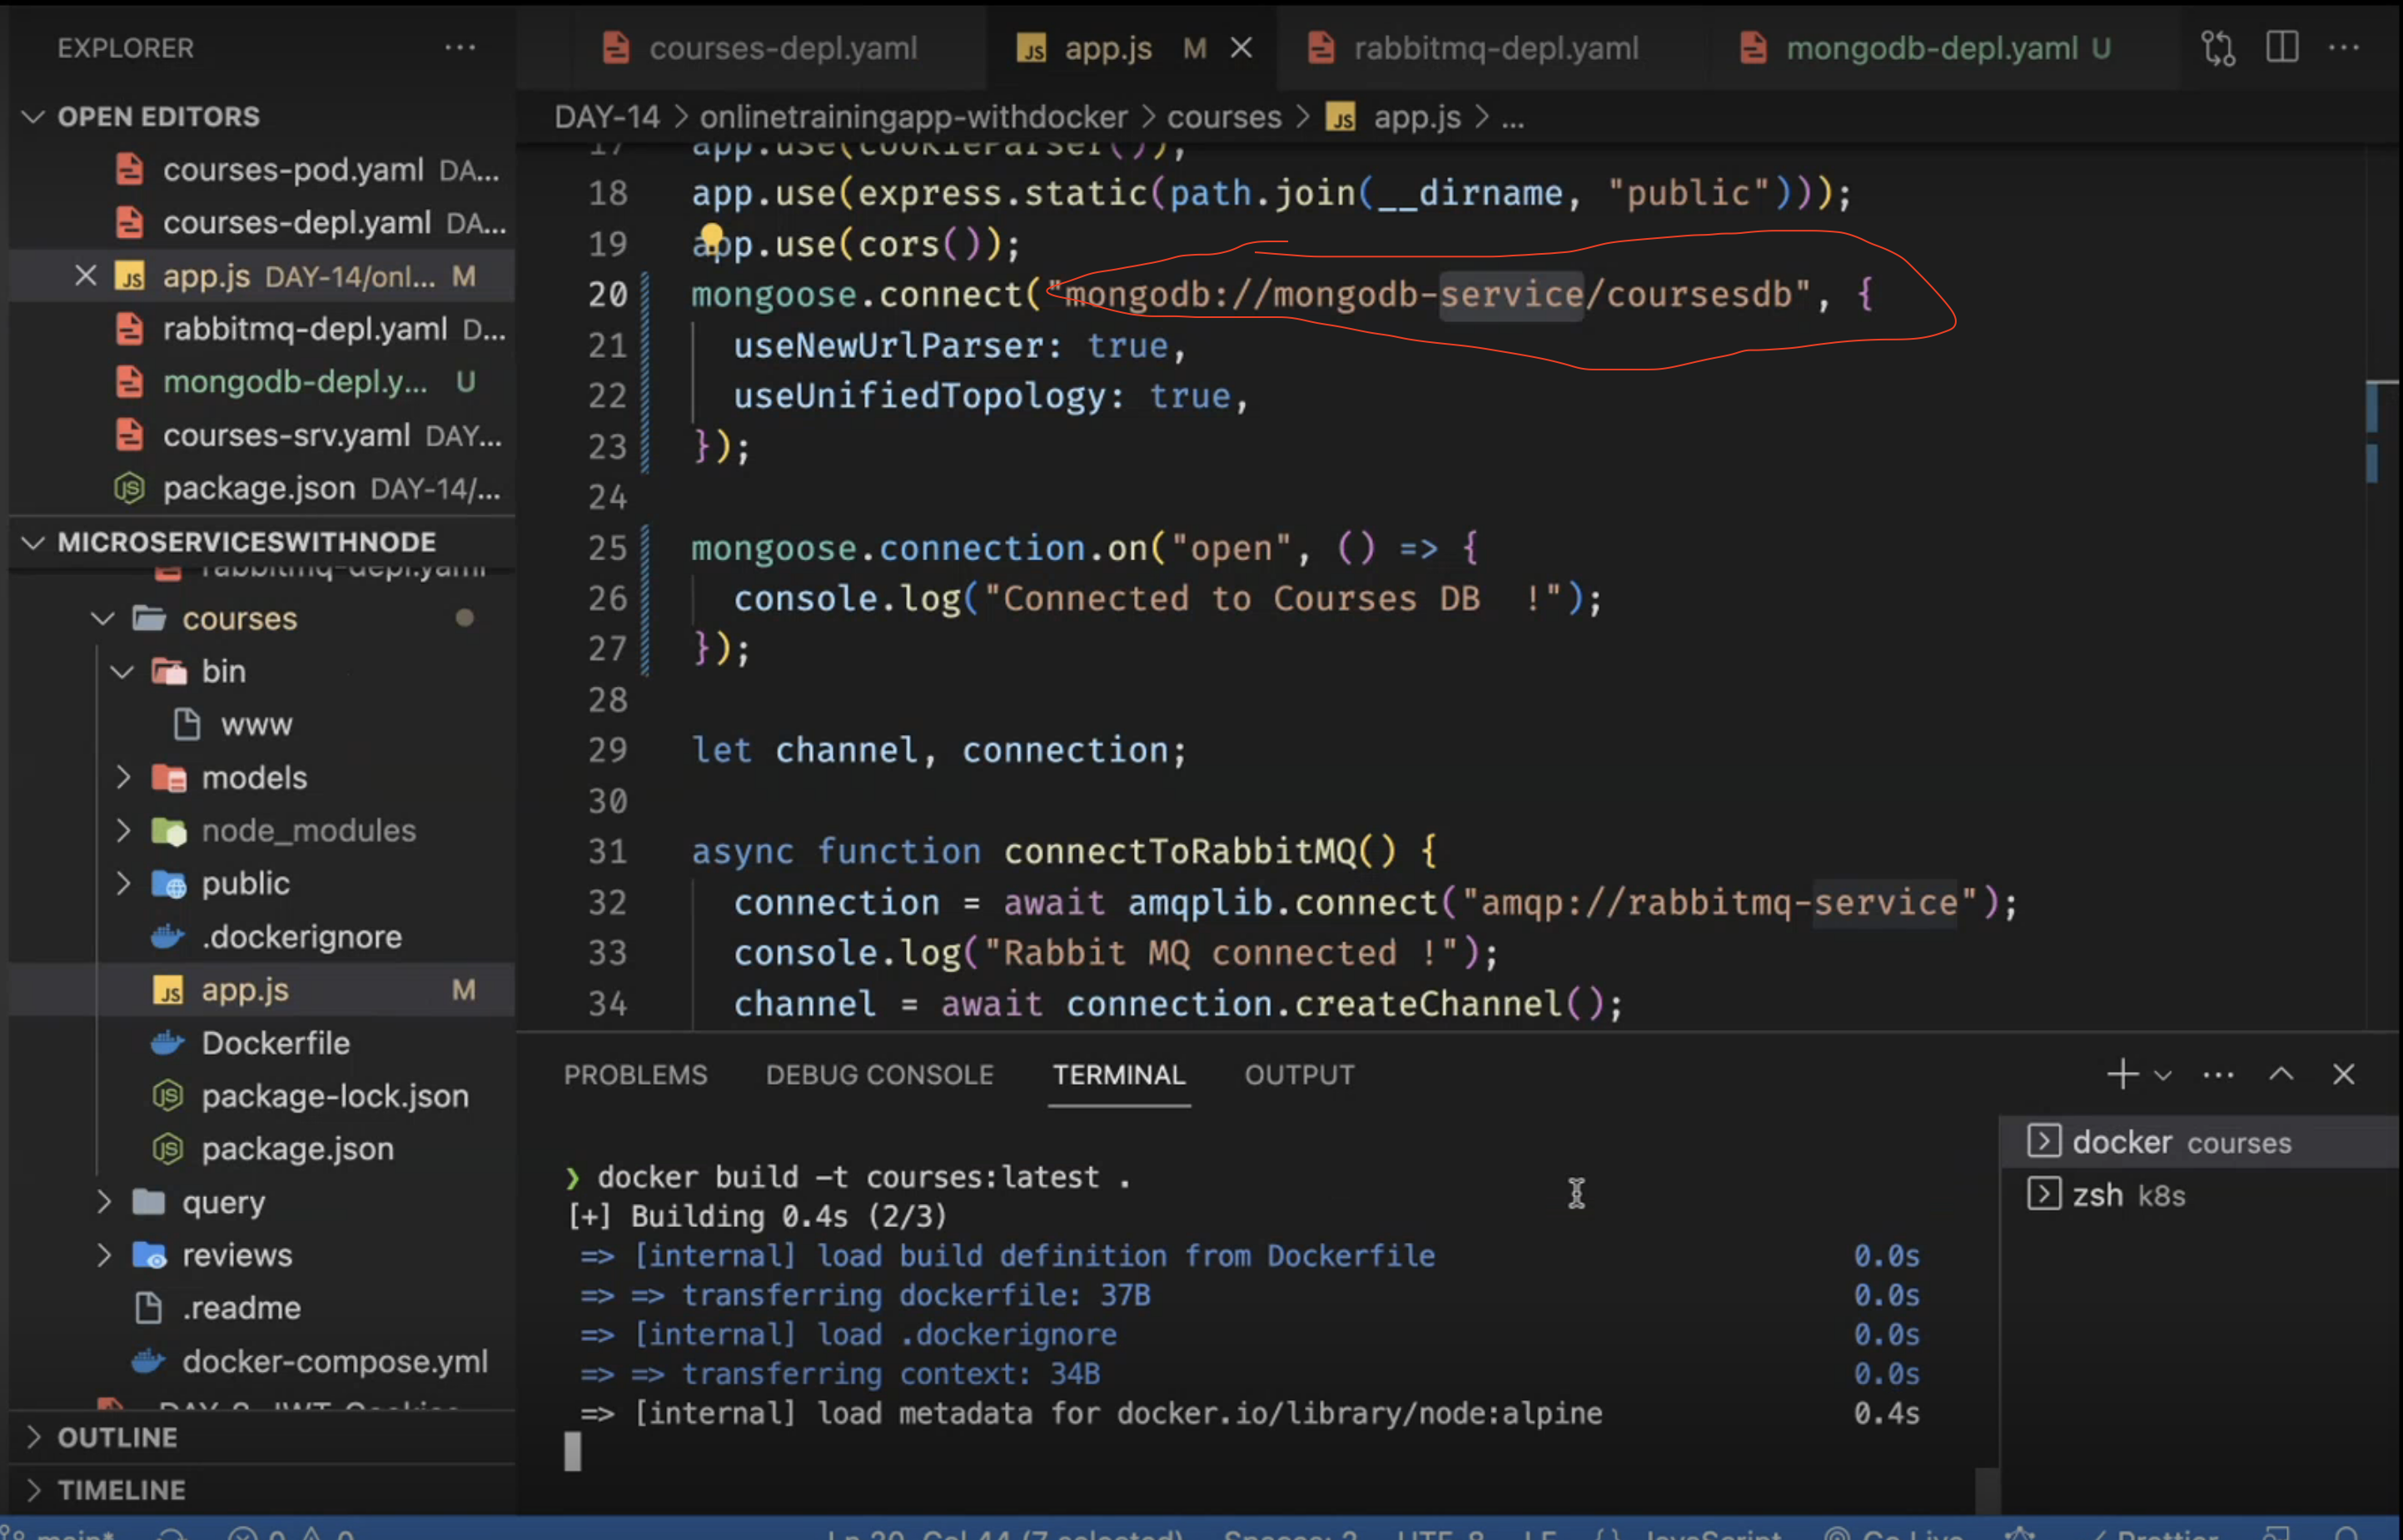 EXPLORER
OPEN EDITORS
courses-pod.yaml DA...
courses-depl.yaml DA...
app.js DAY-14/onl... M
rabbitmq-depl.yaml D...
mongodb-depl.y... U
courses-srv.yaml DAY...
package.json DAY-14/...
MICROSERVICESWITHNODE
rabbitmq-depl.yaml
courses
bin
www
models
node_modules
public
.dockerignore
app.js M
Dockerfile
package-lock.json
package.json
query
reviews
.readme
docker-compose.yml
OUTLINE
TIMELINE
courses-depl.yaml
app.js M
rabbitmq-depl.yaml
mongodb-depl.yaml U
DAY-14 > onlinetrainingapp-withdocker > courses > app.js > ...
17 app.use(cookieParser());
18 app.use(express.static(path.join(__dirname, "public")));
19 app.use(cors());
20 mongoose.connect("mongodb://mongodb-service/coursesdb", {
21 useNewUrlParser: true,
22 useUnifiedTopology: true,
23 });
24
25 mongoose.connection.on("open", () => {
26 console.log("Connected to Courses DB  !");
27 });
28
29 let channel, connection;
30
31 async function connectToRabbitMQ() {
32 connection = await amqplib.connect("amqp://rabbitmq-service");
33 console.log("Rabbit MQ connected !");
34 channel = await connection.createChannel();
PROBLEMS DEBUG CONSOLE TERMINAL OUTPUT
❯ docker build -t courses:latest .
[+] Building 0.4s (2/3)
=> [internal] load build definition from Dockerfile 0.0s
=> => transferring dockerfile: 37B 0.0s
=> [internal] load .dockerignore 0.0s
=> => transferring context: 34B 0.0s
=> [internal] load metadata for docker.io/library/node:alpine 0.4s
docker courses
zsh k8s